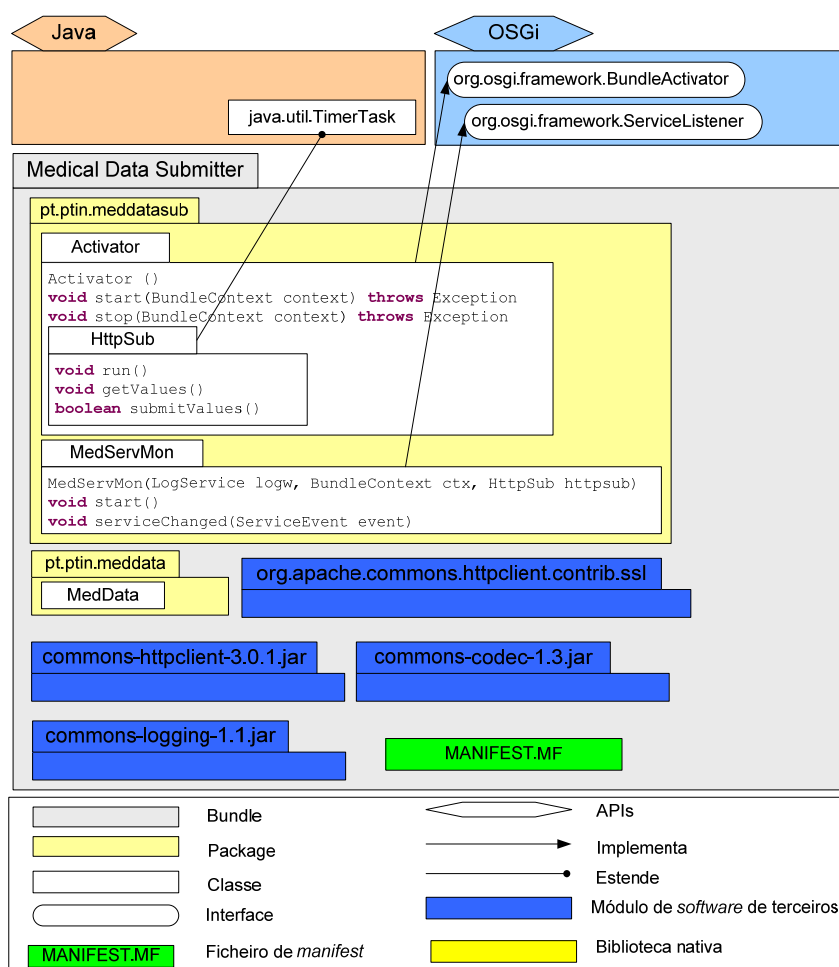 Java
OSGi
org.osgi.framework.BundleActivator
java.util.TimerTask
org.osgi.framework.ServiceListener
Medical Data Submitter
pt.ptin.meddatasub
Activator
Activator ()
void start(BundleContext context) throws Exception
void stop(BundleContext context) throws Exception
HttpSub
void run()
void getValues()
boolean submitValues()
MedServMon
MedServMon(LogService logw, BundleContext ctx, HttpSub httpsub)
void start()
void serviceChanged(ServiceEvent event)
pt.ptin.meddata
MedData
org.apache.commons.httpclient.contrib.ssl
commons-httpclient-3.0.1.jar
commons-codec-1.3.jar
commons-logging-1.1.jar
MANIFEST.MF
Bundle
Package
Classe
Interface
MANIFEST.MF
Ficheiro de manifest
APIs
Implementa
Estende
Módulo de software de terceiros
Biblioteca nativa